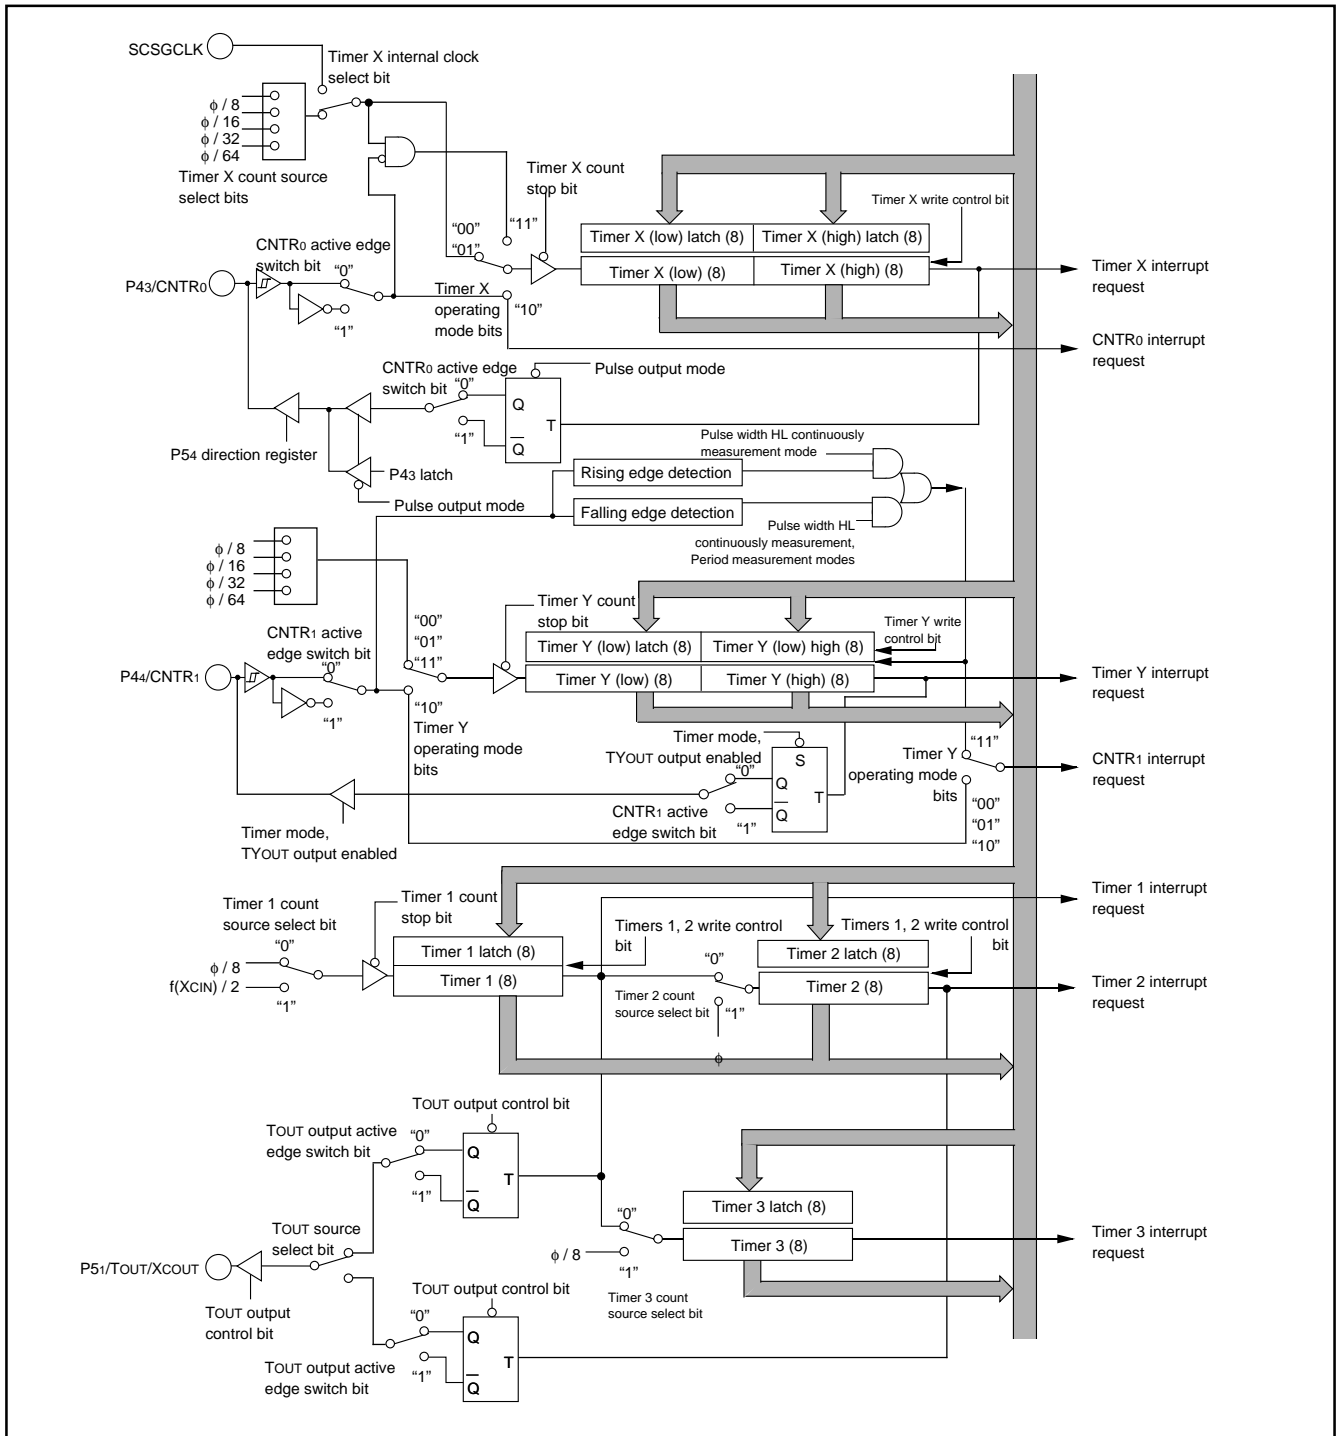 SCSGCLK
Timer X internal clock
select bit
ϕ / 8
ϕ / 16
ϕ / 32
ϕ / 64
Timer X count source
select bits
Timer X count
stop bit
Timer X write control bit
"00"
"01"
"11"
Timer X (low) latch (8)
Timer X (high) latch (8)
Timer X (low) (8)
Timer X (high) (8)
Timer X interrupt
request
CNTR0 active edge
switch bit
"0"
P43/CNTR0
"1"
Timer X
operating
mode bits
"10"
CNTR0 interrupt
request
CNTR0 active edge
switch bit
"0"
Pulse output mode
Q
T
"1"
Q
P54 direction register
P43 latch
Pulse output mode
Pulse width HL continuously
measurement mode
Rising edge detection
Falling edge detection
Pulse width HL
continuously measurement,
Period measurement modes
ϕ / 8
ϕ / 16
ϕ / 32
ϕ / 64
Timer Y count
stop bit
"00"
"01"
"11"
Timer Y write
control bit
Timer Y (low) latch (8)
Timer Y (low) high (8)
Timer Y (low) (8)
Timer Y (high) (8)
Timer Y interrupt
request
CNTR1 active
edge switch bit
"0"
P44/CNTR1
"1"
"10"
Timer Y
operating mode
bits
Timer mode,
TYOUT output enabled
S
"0"
Q
T
Q
CNTR1 active
edge switch bit
"1"
Timer Y
operating mode
bits
"11"
CNTR1 interrupt
request
"00"
"01"
"10"
Timer mode,
TYOUT output enabled
Timer 1 count
source select bit
Timer 1 count
stop bit
"0"
ϕ / 8
f(XCIN) / 2
"1"
Timer 1 latch (8)
Timer 1 (8)
Timers 1, 2 write control
bit
Timer 1 interrupt
request
Timers 1, 2 write control
bit
"0"
Timer 2 latch (8)
Timer 2 (8)
Timer 2 count
source select bit
"1"
ϕ
Timer 2 interrupt
request
TOUT output control bit
TOUT output active
edge switch bit
"0"
Q
T
"1"
Q
TOUT source
select bit
P51/TOUT/XCOUT
TOUT output
control bit
"0"
ϕ / 8
"1"
Timer 3 count
source select bit
Timer 3 latch (8)
Timer 3 (8)
Timer 3 interrupt
request
TOUT output control bit
"0"
Q
T
TOUT output active
edge switch bit
"1"
Q